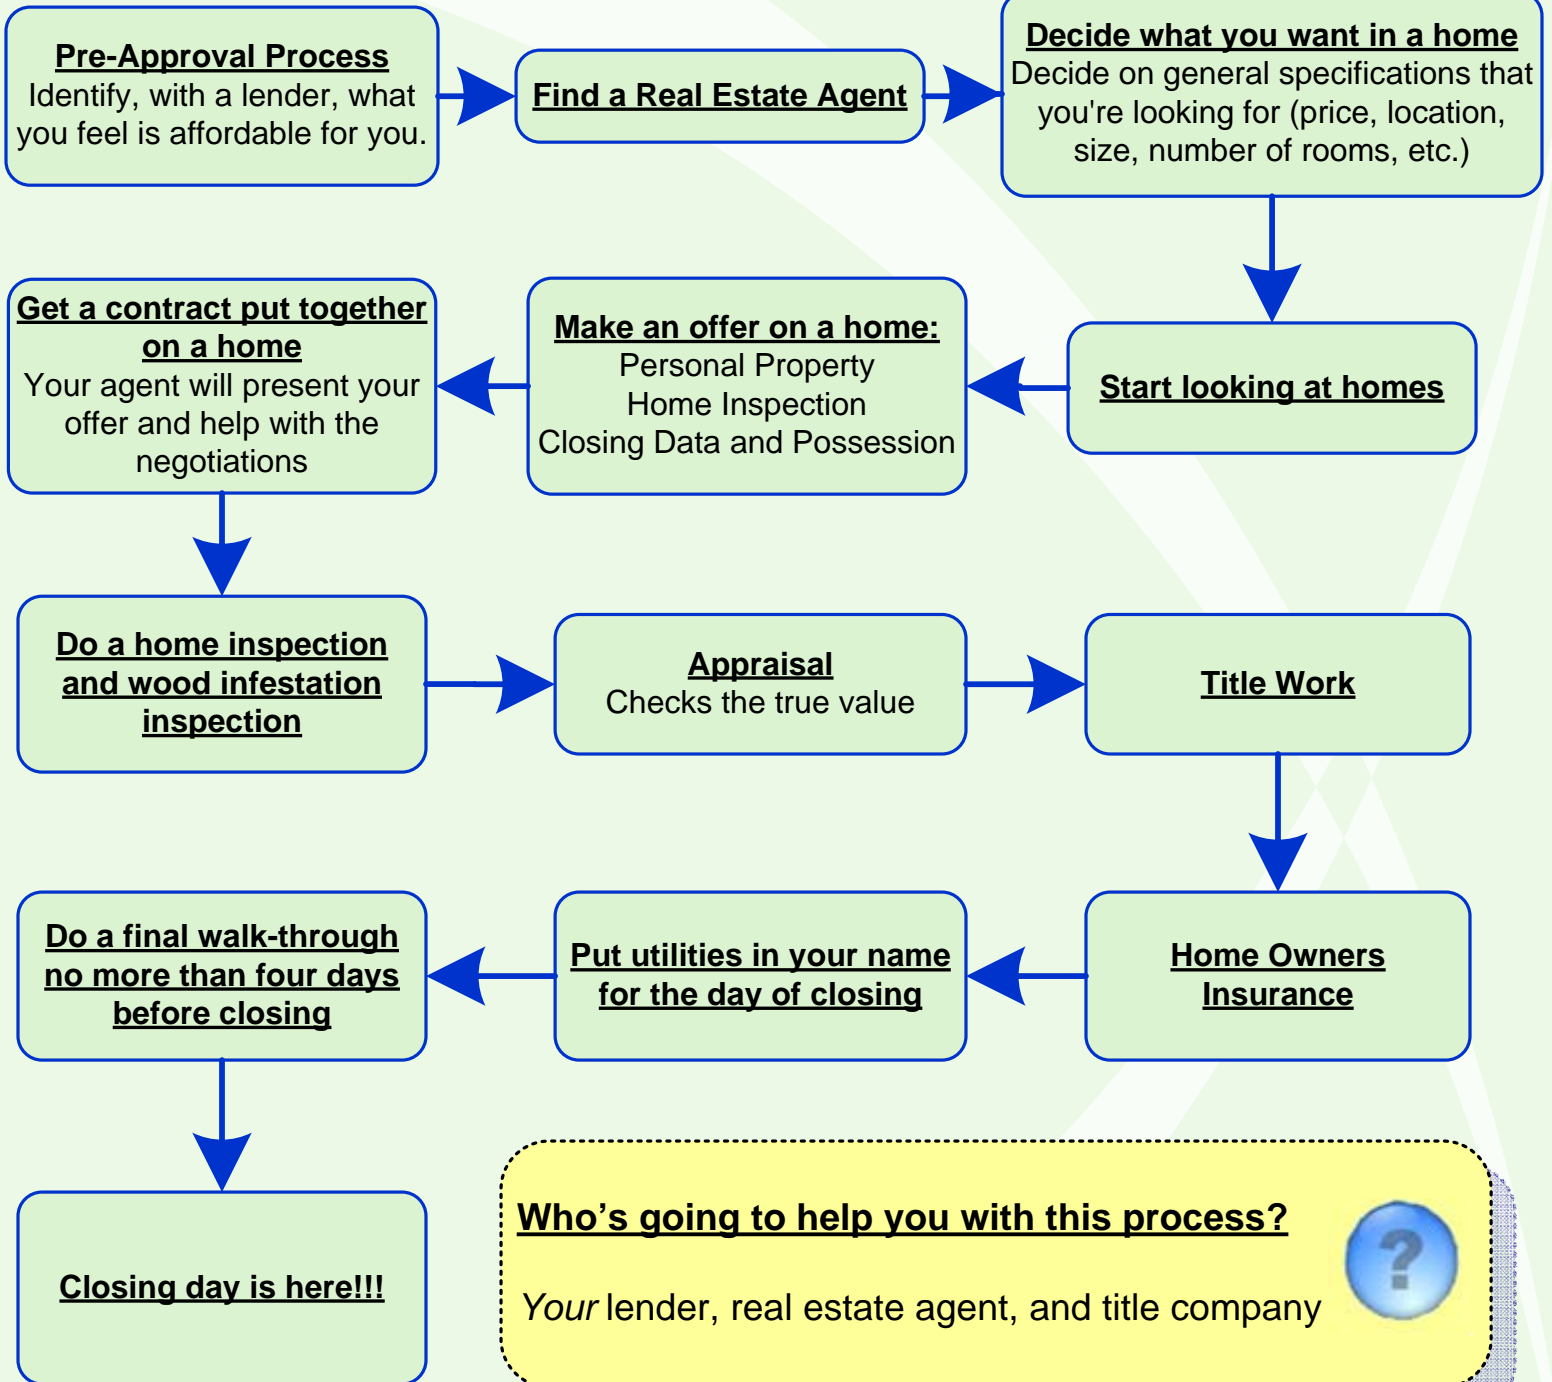 Pre-Approval Process
Identify, with a lender, what
you feel is affordable for you.
Find a Real Estate Agent
Decide what you want in a home
Decide on general specifications that
you're looking for (price, location,
size, number of rooms, etc.)
Start looking at homes
Make an offer on a home:
Personal Property
Home Inspection
Closing Data and Possession
Get a contract put together
on a home
Your agent will present your
offer and help with the
negotiations
Do a home inspection
and wood infestation
inspection
Appraisal
Checks the true value
Title Work
Home Owners
Insurance
Put utilities in your name
for the day of closing
Do a final walk-through
no more than four days
before closing
Closing day is here!!!
Who's going to help you with this process?
?
Your lender, real estate agent, and title company